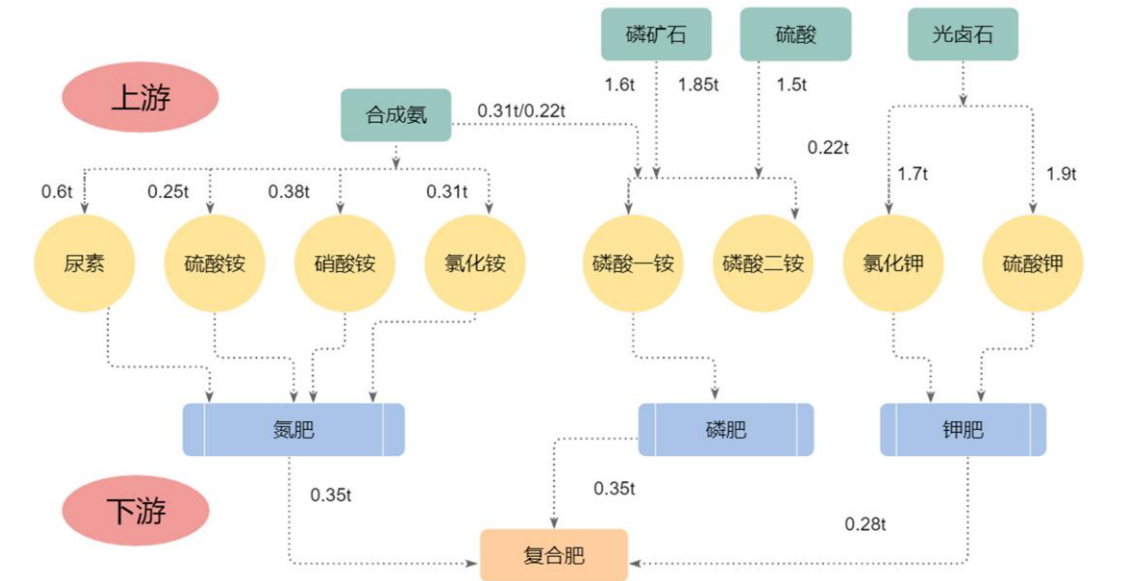 磷矿石
硫酸
光卤石
上游
1.6t
1.85t
1.5t
合成氨
0.31t/0.22t
0.22t
0.6t
0.25t
0.38t
0.31t
1.7t
1.9t
尿素
硫酸铵
硝酸铵
氯化铵
磷酸一铵
磷酸二铵
氯化钾
硫酸钾
氮肥
磷肥
钾肥
下游
0.35t
0.35t
0.28t
复合肥